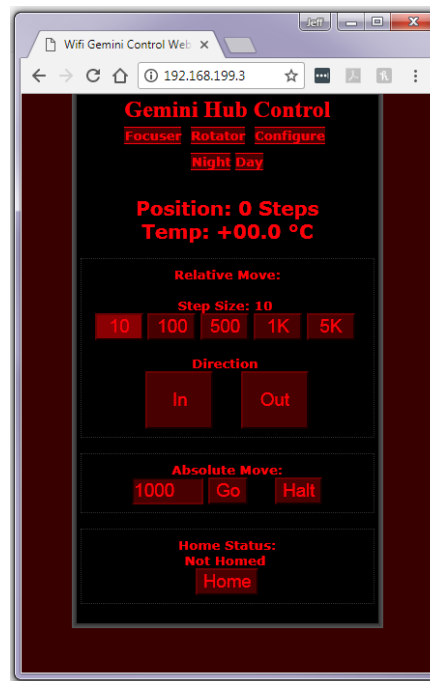 Jeff
Wifi Gemini Control Web
192.168.199.3
Gemini Hub Control
Focuser Rotator Configure
Night Day
Position: 0 Steps
Temp: +00.0 °C
Relative Move:
Step Size: 10
10 100 500 1K 5K
Direction
In Out
Absolute Move:
1000 Go Halt
Home Status:
Not Homed
Home